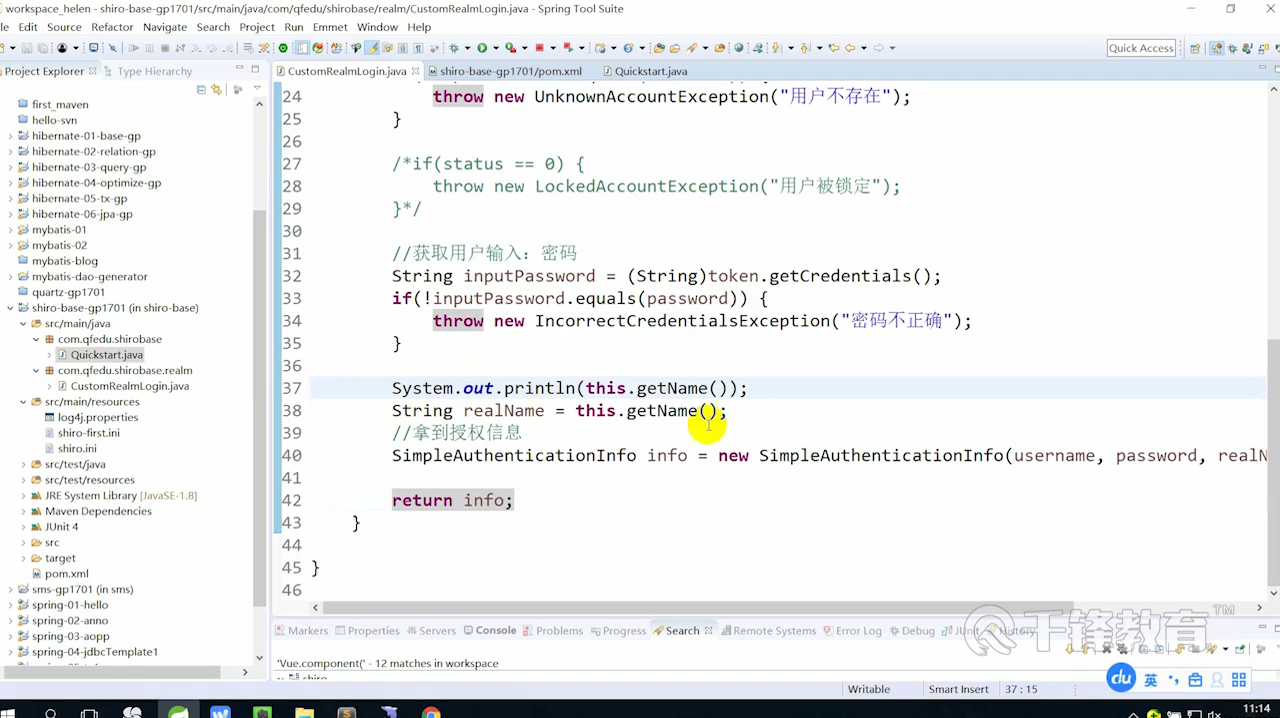 workspace_helen - shiro-base-gp1701/src/main/java/com/qfedu/shirobase/realm/CustomRealmLogin.java - Spring Tool Suite
Edit Source Refactor Navigate Search Project Run Emmet Window Help
Quick Access
Project Explorer Type Hierarchy
CustomRealmLogin.java shiro-base-gp1701/pom.xml Quickstart.java
first_maven
hello-svn
hibernate-01-base-gp
hibernate-02-relation-gp
hibernate-03-query-gp
hibernate-04-optimize-gp
hibernate-05-tx-gp
hibernate-06-jpa-gp
mybatis-01
mybatis-02
mybatis-blog
mybatis-dao-generator
quartz-gp1701
shiro-base-gp1701 (in shiro-base)
src/main/java
com.qfedu.shirobase
Quickstart.java
com.qfedu.shirobase.realm
CustomRealmLogin.java
src/main/resources
log4j.properties
shiro-first.ini
shiro.ini
src/test/java
src/test/resources
JRE System Library [JavaSE-1.8]
Maven Dependencies
JUnit 4
src
target
pom.xml
sms-gp1701 (in sms)
spring-01-hello
spring-02-anno
spring-03-aopp
spring-04-jdbcTemplate1
24 throw new UnknownAccountException("用户不存在");
25 }
26
27 /*if(status == 0) {
28 throw new LockedAccountException("用户被锁定");
29 }*/
30
31 //获取用户输入：密码
32 String inputPassword = (String)token.getCredentials();
33 if(!inputPassword.equals(password)) {
34 throw new IncorrectCredentialsException("密码不正确");
35 }
36
37 System.out.println(this.getName());
38 String realName = this.getName();
39 //拿到授权信息
40 SimpleAuthenticationInfo info = new SimpleAuthenticationInfo(username, password, realN
41
42 return info;
43 }
44
45 }
46
Markers Properties Servers Console Problems Progress Search Remote Systems Error Log Debug JUnit History
千锋教育 TM
'Vue.component(' - 12 matches in workspace
shiro
du 英
Writable Smart Insert 37 : 15
11:14